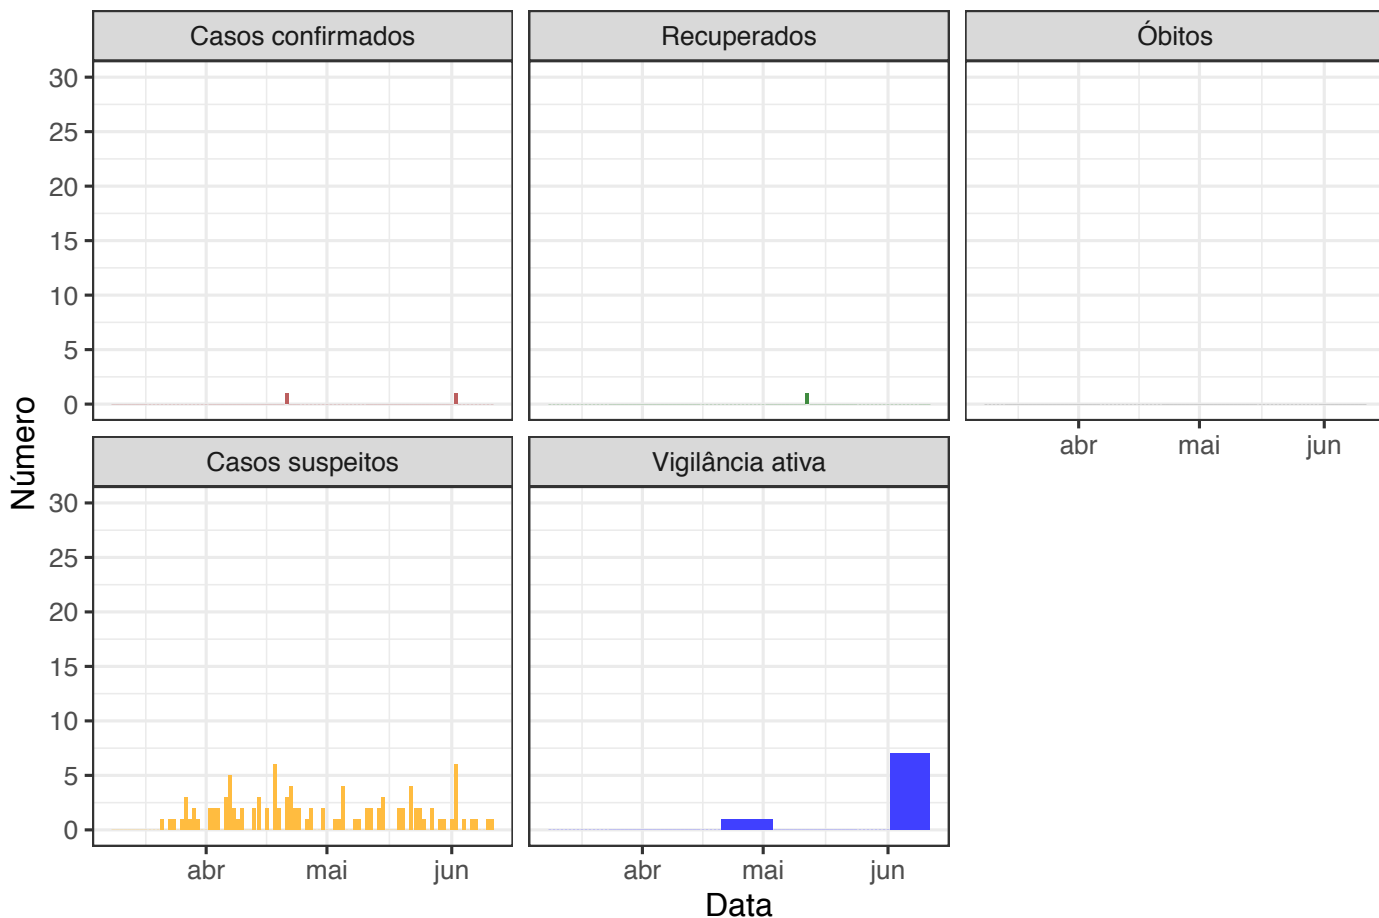 Casos confirmados
Recuperados
Óbitos
30
25
20
15
10
5
0
abr mai jun
Casos suspeitos
Vigilância ativa
30
25
20
15
10
5
0
abr mai jun
abr mai jun
Número
Data